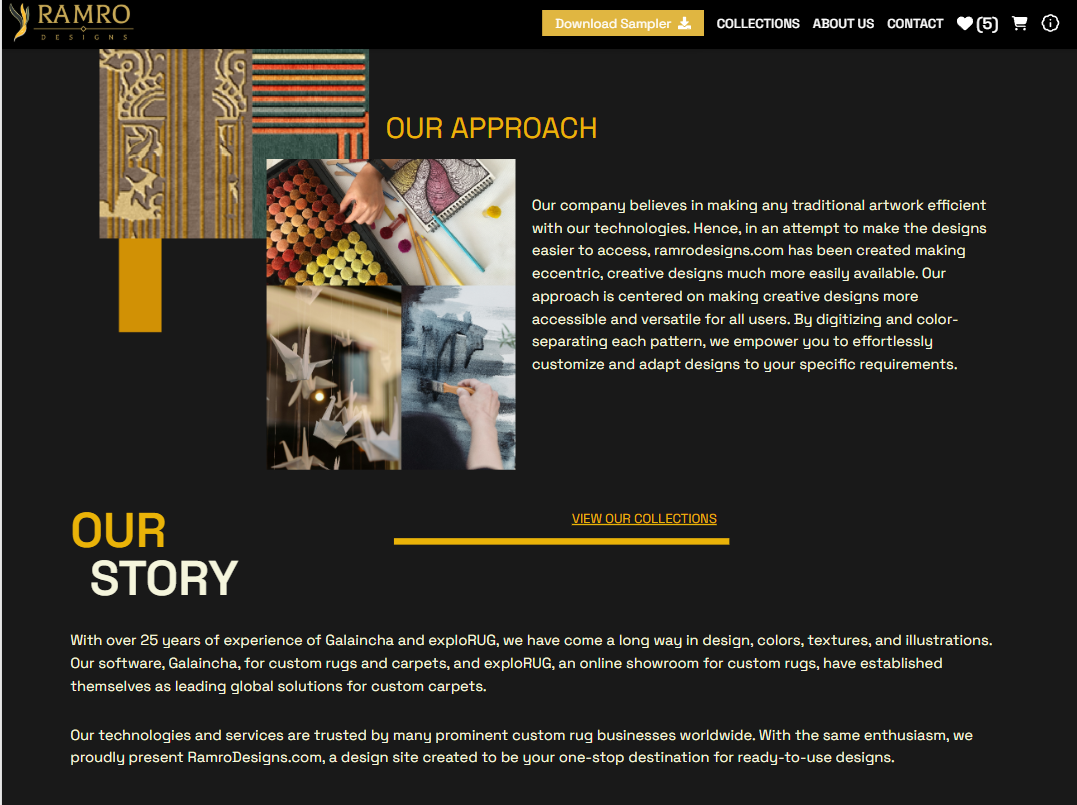 RAMRO
DESIGNS
Download Sampler
COLLECTIONS
ABOUT US
CONTACT
(5)
OUR APPROACH
Our company believes in making any traditional artwork efficient
with our technologies. Hence, in an attempt to make the designs
easier to access, ramrodesigns.com has been created making
eccentric, creative designs much more easily available. Our
approach is centered on making creative designs more
accessible and versatile for all users. By digitizing and color-
separating each pattern, we empower you to effortlessly
customize and adapt designs to your specific requirements.
OUR
STORY
VIEW OUR COLLECTIONS
With over 25 years of experience of Galaincha and exploRUG, we have come a long way in design, colors, textures, and illustrations.
Our software, Galaincha, for custom rugs and carpets, and exploRUG, an online showroom for custom rugs, have established
themselves as leading global solutions for custom carpets.
Our technologies and services are trusted by many prominent custom rug businesses worldwide. With the same enthusiasm, we
proudly present RamroDesigns.com, a design site created to be your one-stop destination for ready-to-use designs.